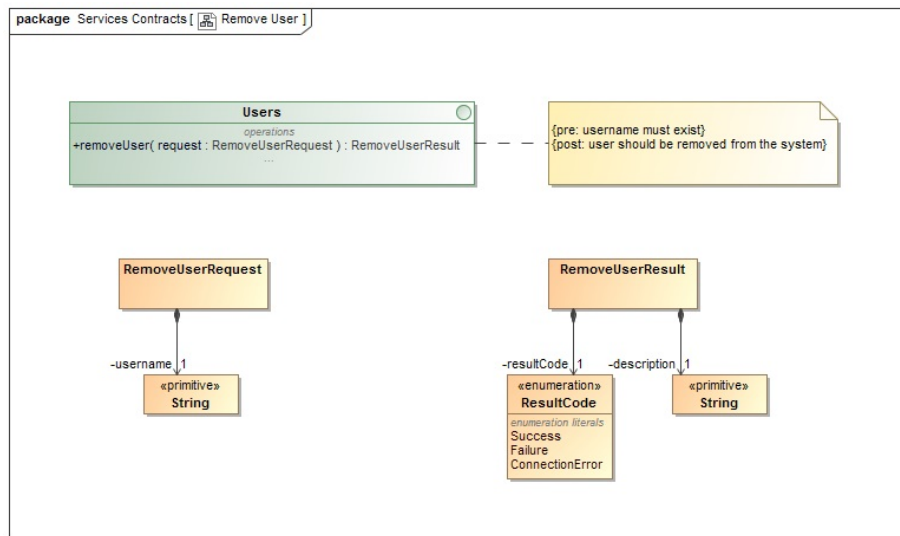 package Services Contracts [ Remove User ]
Users
operations
+removeUser( request : RemoveUserRequest ) : RemoveUserResult
...
{pre: username must exist}
{post: user should be removed from the system}
RemoveUserRequest
RemoveUserResult
-username 1
-resultCode 1
-description 1
«primitive»
String
«enumeration»
ResultCode
enumeration literals
Success
Failure
ConnectionError
«primitive»
String